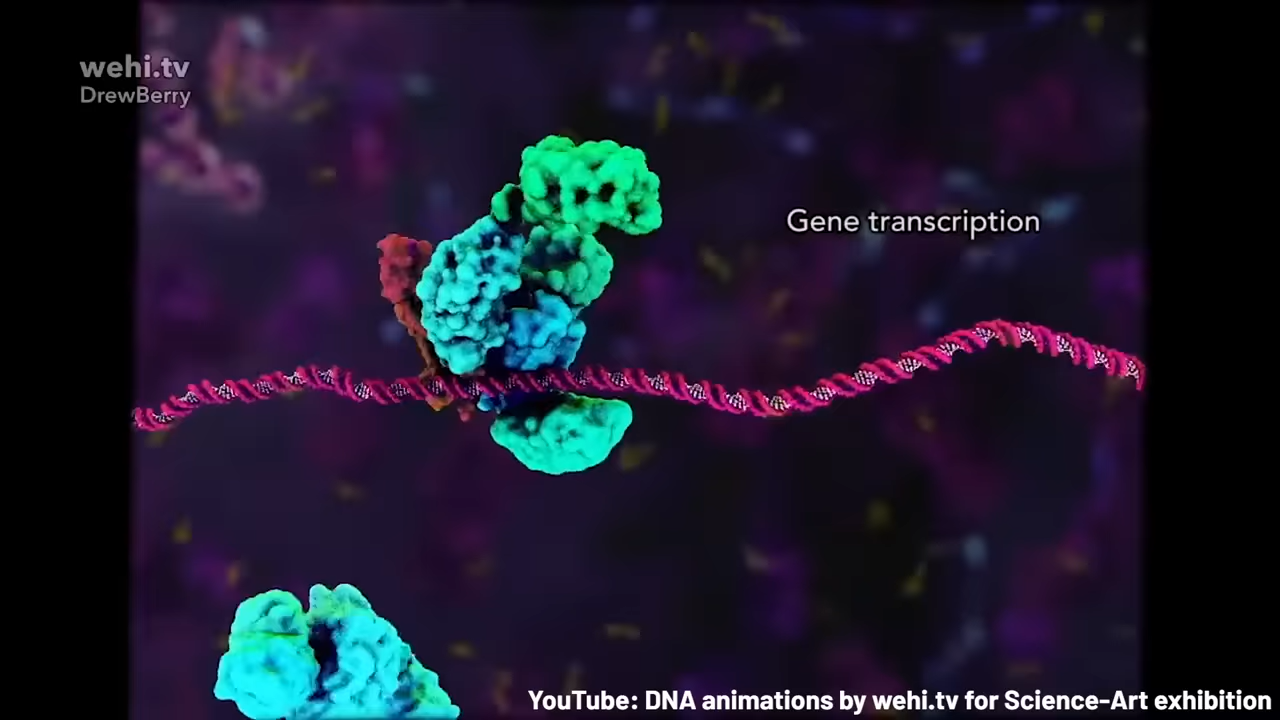 wehi.tv
DrewBerry
Gene transcription
YouTube: DNA animations by wehi.tv for Science-Art exhibition